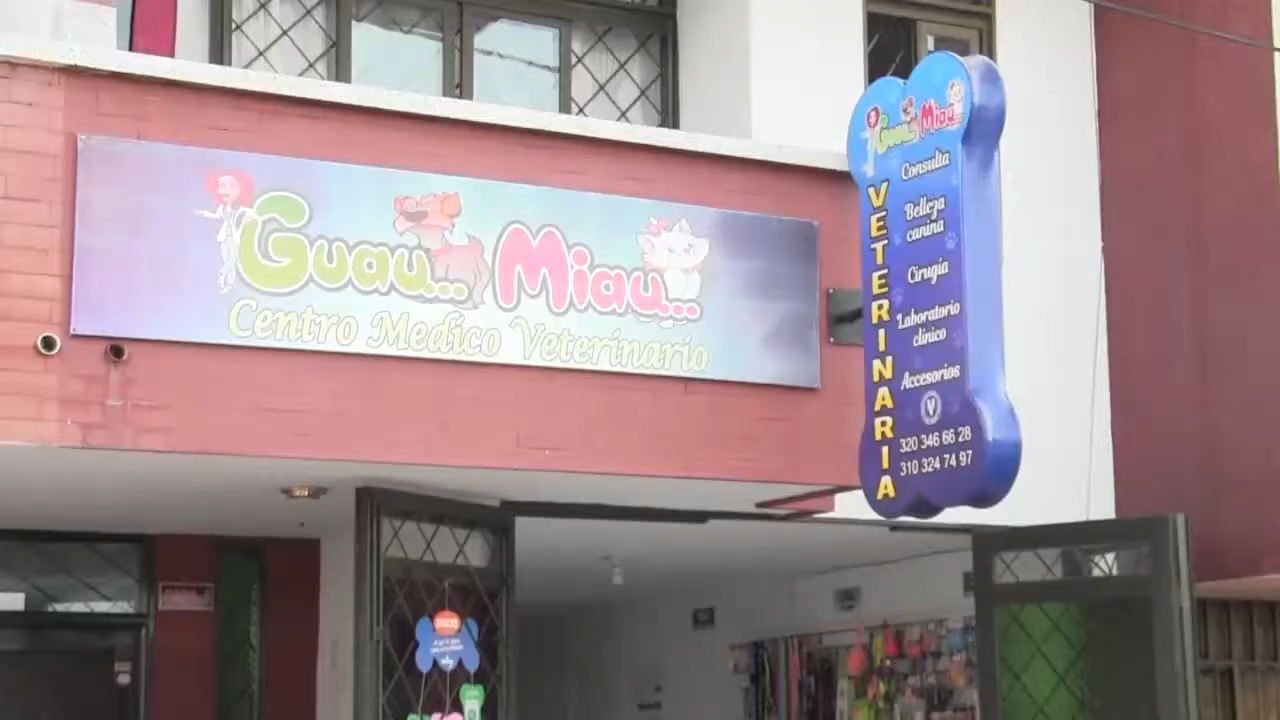 Guau... Miau...
Centro Medico Veterinario
Guau... Miau...
VETERINARIA
Consulta
Belleza
canina
Cirugía
Laboratorio
clínico
Accesorios
V
320 346 66 28
310 324 74 97